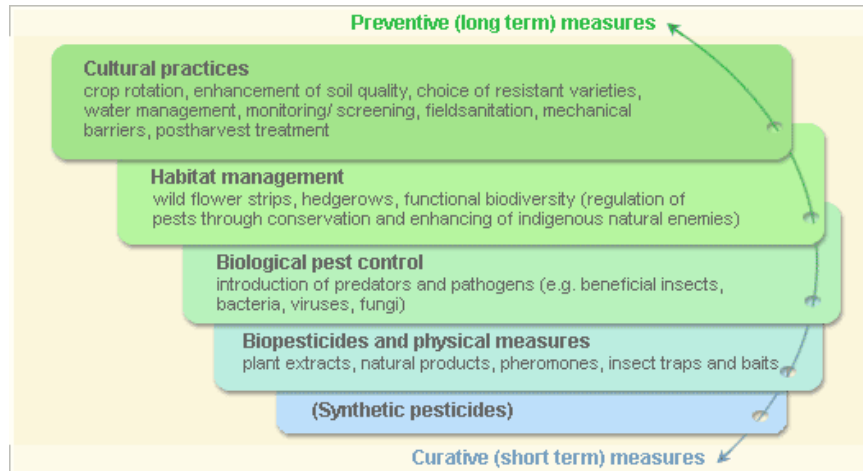 Preventive (long term) measures
Cultural practices
crop rotation, enhancement of soil quality, choice of resistant varieties,
water management, monitoring/ screening, fieldsanitation, mechanical
barriers, postharvest treatment
Habitat management
wild flower strips, hedgerows, functional biodiversity (regulation of
pests through conservation and enhancing of indigenous natural enemies)
Biological pest control
introduction of predators and pathogens (e.g. beneficial insects,
bacteria, viruses, fungi)
Biopesticides and physical measures
plant extracts, natural products, pheromones, insect traps and baits
(Synthetic pesticides)
Curative (short term) measures